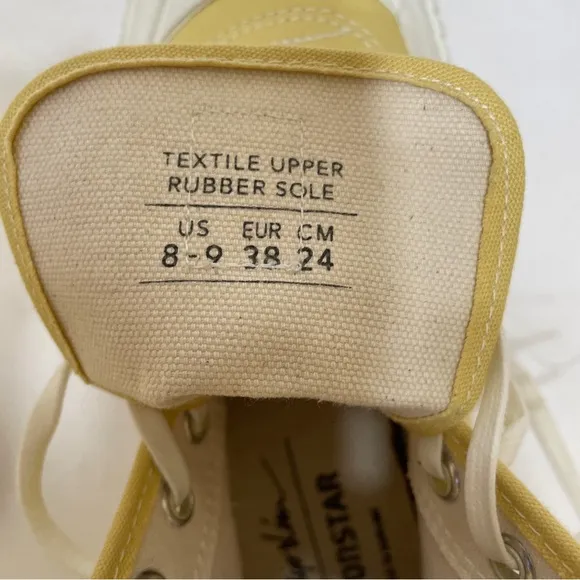 TEXTILE UPPER
RUBBER SOLE
US EUR CM
8-9 38 24